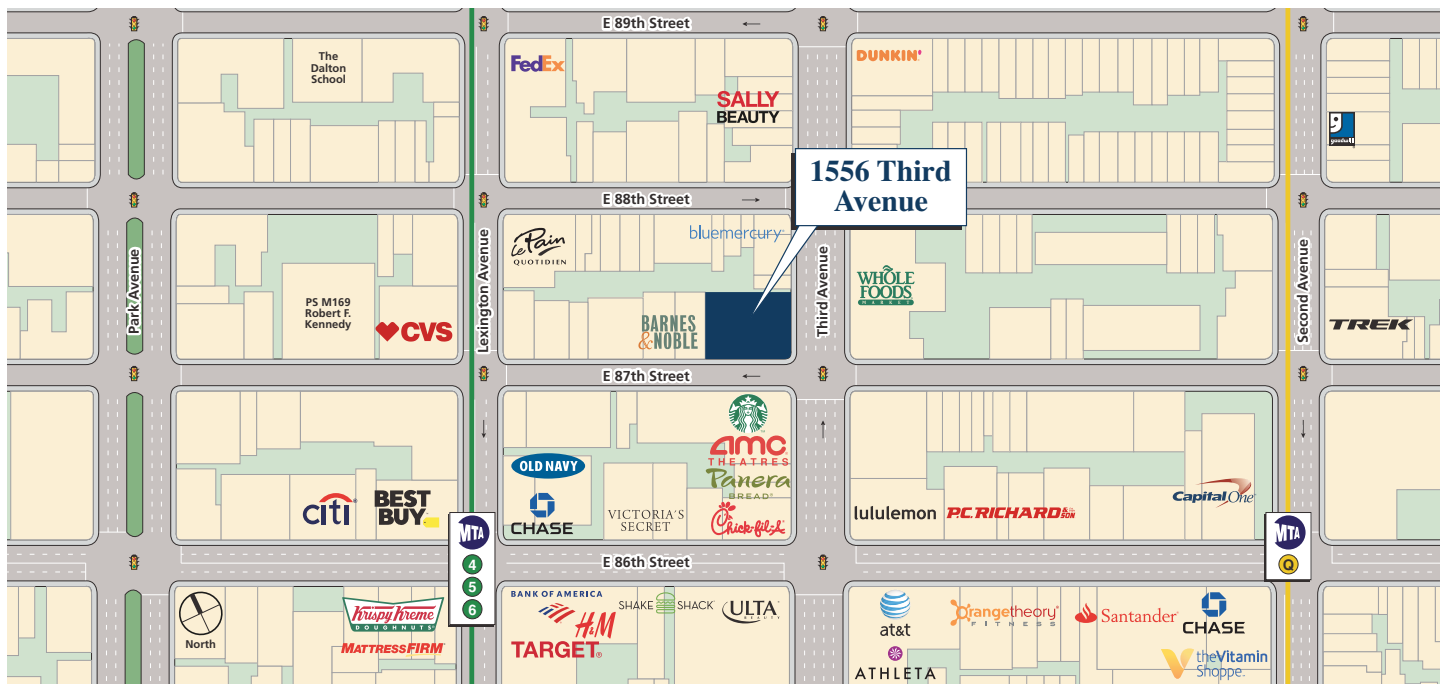 E 89th Street
The
Dalton
School
FedEx
SALLY
BEAUTY
DUNKIN'
goodwill
1556 Third
Avenue
E 88th Street
Park Avenue
Lexington Avenue
Third Avenue
Second Avenue
le Pain
QUOTIDIEN
bluemercury
PS M169
Robert F.
Kennedy
CVS
BARNES
&NOBLE
WHOLE
FOODS
MARKET
TREK
E 87th Street
citi
BEST
BUY
OLD NAVY
CHASE
VICTORIA'S
SECRET
AMC
THEATRES
Panera
BREAD®
Chick-fil-A
lululemon
P.C. RICHARD & SON
Capital One®
MTA
4
5
6
MTA
Q
E 86th Street
North
Krispy Kreme
DOUGHNUTS®
MATTRESSFIRM
BANK OF AMERICA
H&M
TARGET®
SHAKE SHACK
ULTA
BEAUTY
at&t
ATHLETA
Orangetheory®
FITNESS
Santander
CHASE
theVitamin
Shoppe.